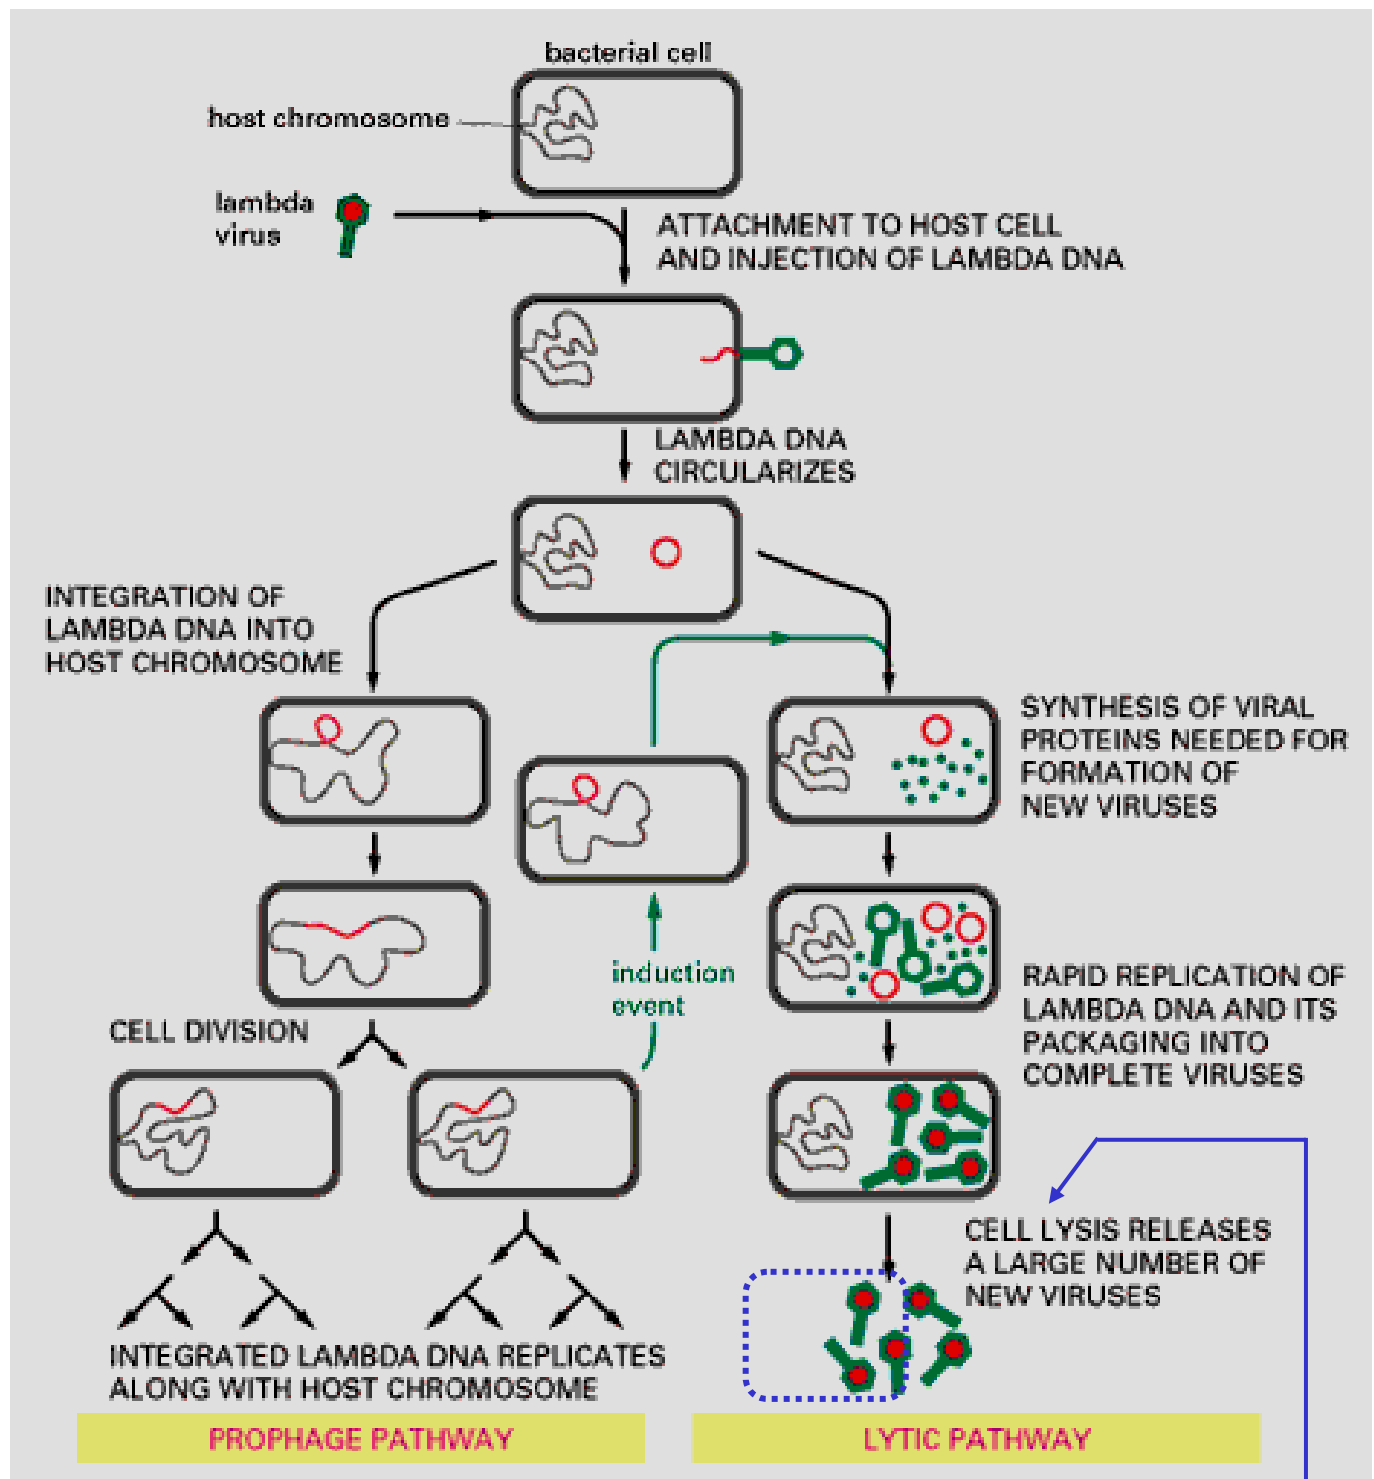 bacterial cell
host chromosome
lambda
virus
ATTACHMENT TO HOST CELL
AND INJECTION OF LAMBDA DNA
LAMBDA DNA
CIRCULARIZES
INTEGRATION OF
LAMBDA DNA INTO
HOST CHROMOSOME
SYNTHESIS OF VIRAL
PROTEINS NEEDED FOR
FORMATION OF
NEW VIRUSES
induction
event
RAPID REPLICATION OF
LAMBDA DNA AND ITS
PACKAGING INTO
COMPLETE VIRUSES
CELL DIVISION
CELL LYSIS RELEASES
A LARGE NUMBER OF
NEW VIRUSES
INTEGRATED LAMBDA DNA REPLICATES
ALONG WITH HOST CHROMOSOME
PROPHAGE PATHWAY
LYTIC PATHWAY